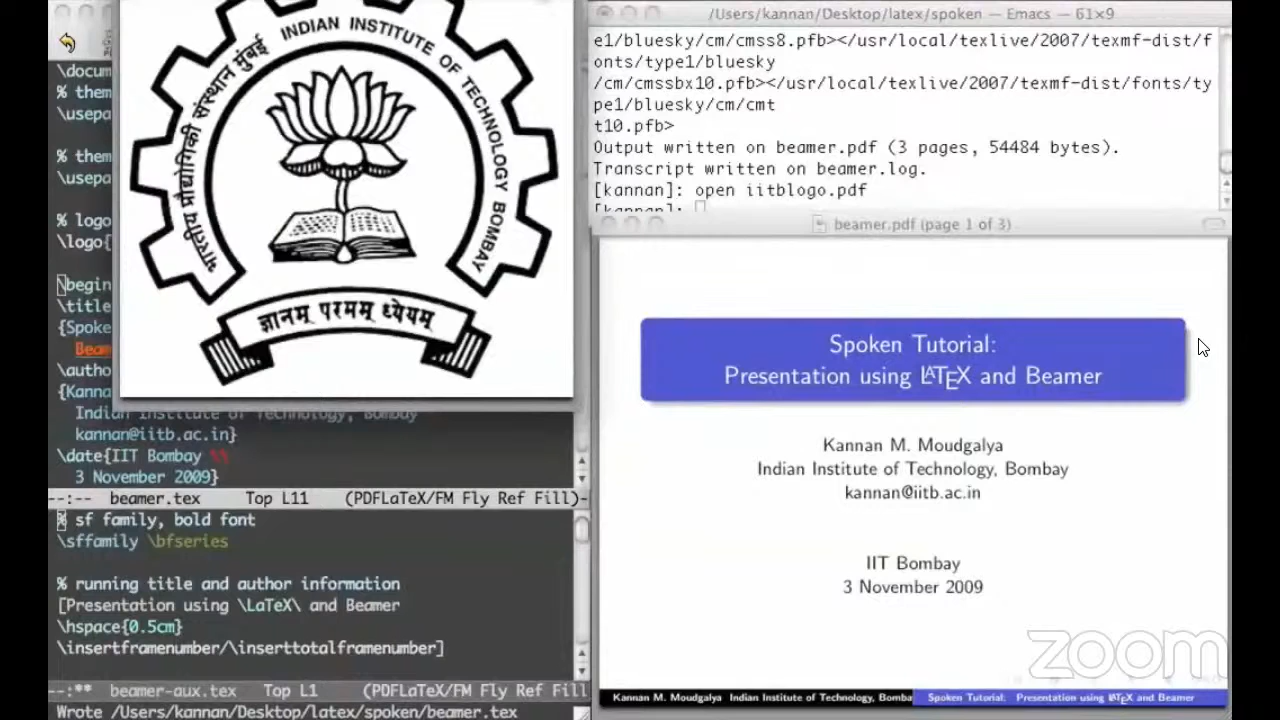 \docum
% them
\usepa
% them
\usepa
% logo
\logo{
\begin
\title
{Spoke
Beam
\autho
{Kanna
Indian Institute of Technology, Bombay
kannan@iitb.ac.in}
\date{IIT Bombay \\
3 November 2009}
--:-- beamer.tex Top L11 (PDFLaTeX/FM Fly Ref Fill)-
% sf family, bold font
\sffamily \bfseries
% running title and author information
[Presentation using \LaTeX\ and Beamer
\hspace{0.5cm}
\insertframenumber/\inserttotalframenumber]
--:** beamer-aux.tex Top L1 (PDFLaTeX/FM Fly Ref Fill
Wrote /Users/kannan/Desktop/latex/spoken/beamer.tex
भारतीय प्रौद्योगिकी संस्थान मुंबई
INDIAN INSTITUTE OF TECHNOLOGY BOMBAY
ज्ञानम् परमम् ध्येयम्
/Users/kannan/Desktop/latex/spoken — Emacs — 61×9
e1/bluesky/cm/cmss8.pfb></usr/local/texlive/2007/texmf-dist/f
onts/type1/bluesky
/cm/cmssbx10.pfb></usr/local/texlive/2007/texmf-dist/fonts/ty
pe1/bluesky/cm/cmt
t10.pfb>
Output written on beamer.pdf (3 pages, 54484 bytes).
Transcript written on beamer.log.
[kannan]: open iitblogo.pdf
[kannan]:
beamer.pdf (page 1 of 3)
Spoken Tutorial:
Presentation using LATEX and Beamer
Kannan M. Moudgalya
Indian Institute of Technology, Bombay
kannan@iitb.ac.in
IIT Bombay
3 November 2009
zoom
Kannan M. Moudgalya Indian Institute of Technology, Bomba Spoken Tutorial: Presentation using LATEX and Beamer